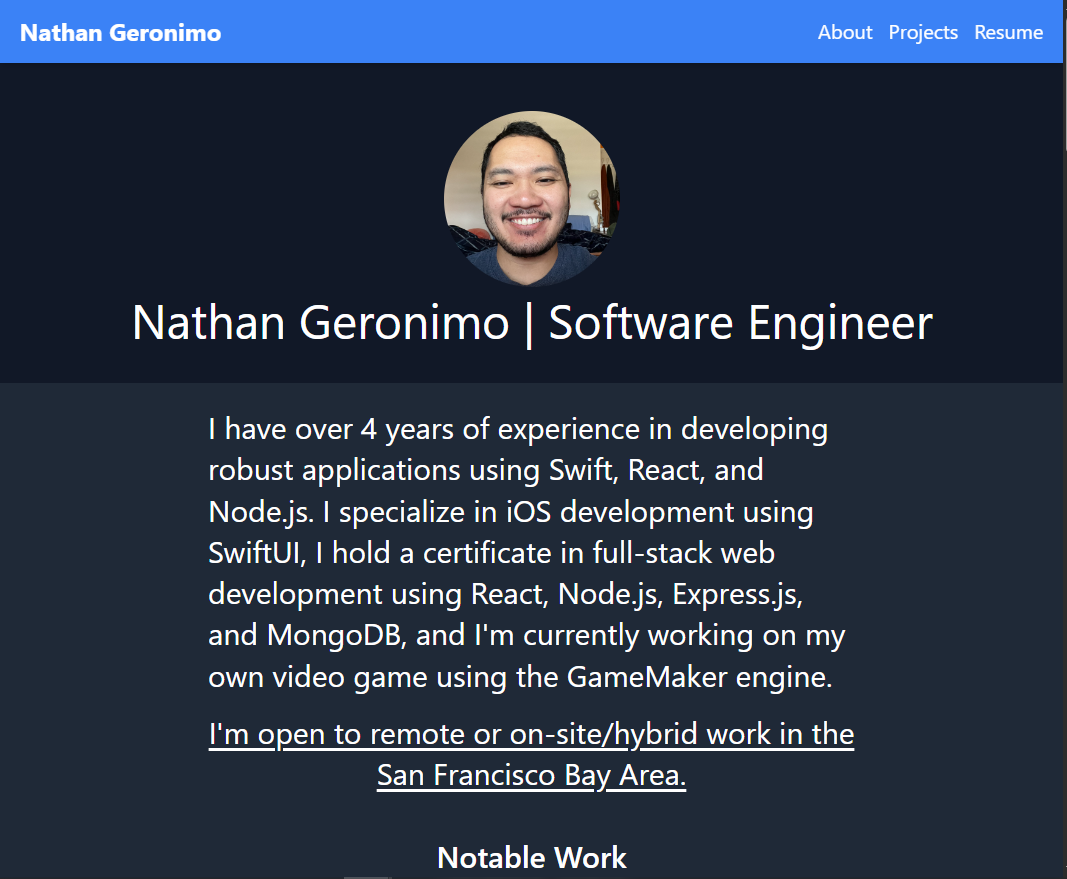 Nathan Geronimo
About Projects Resume
Nathan Geronimo | Software Engineer
I have over 4 years of experience in developing
robust applications using Swift, React, and
Node.js. I specialize in iOS development using
SwiftUI, I hold a certificate in full-stack web
development using React, Node.js, Express.js,
and MongoDB, and I'm currently working on my
own video game using the GameMaker engine.
I'm open to remote or on-site/hybrid work in the
San Francisco Bay Area.
Notable Work